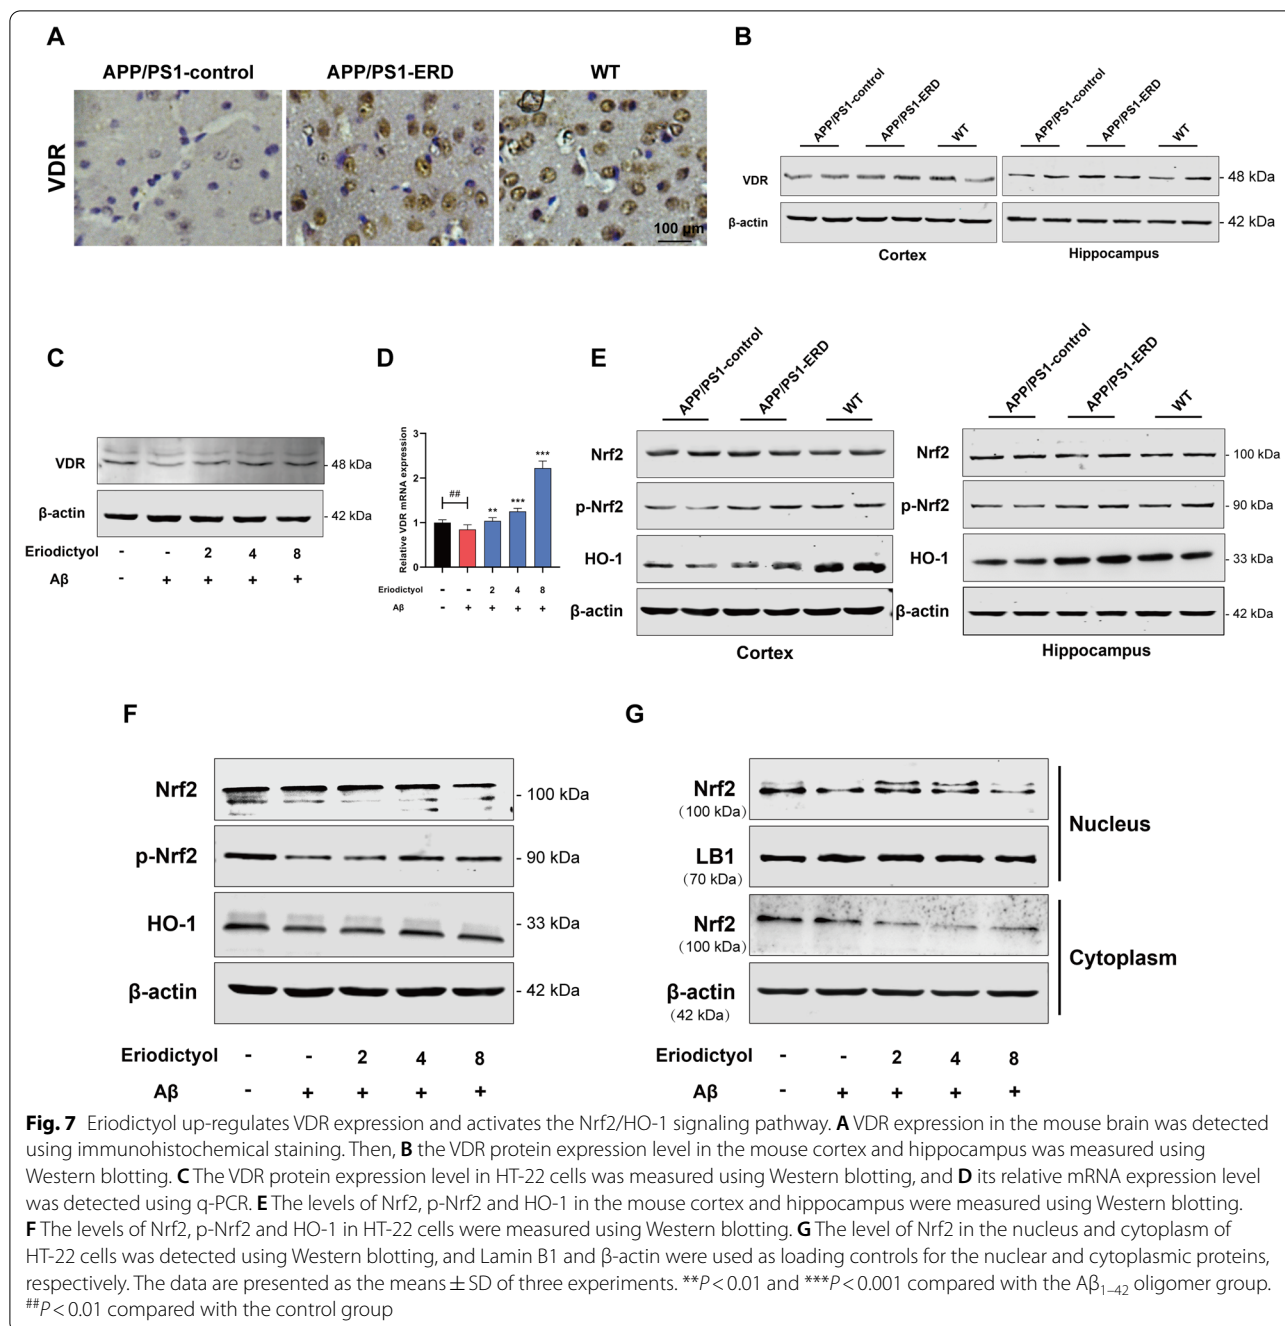 A
APP/PS1-control APP/PS1-ERD WT
VDR
100 μm
B
APP/PS1-control APP/PS1-ERD WT APP/PS1-control APP/PS1-ERD WT
VDR - 48 kDa
β-actin - 42 kDa
Cortex Hippocampus
C
VDR - 48 kDa
β-actin - 42 kDa
Eriodictyol - - 2 4 8
Aβ - + + + +
D
Relative VDR mRNA expression
3
2
1
0
## ** *** ***
Eriodictyol - - 2 4 8
Aβ - + + + +
E
APP/PS1-control APP/PS1-ERD WT APP/PS1-control APP/PS1-ERD WT
Nrf2 Nrf2 - 100 kDa
p-Nrf2 p-Nrf2 - 90 kDa
HO-1 HO-1 - 33 kDa
β-actin β-actin - 42 kDa
Cortex Hippocampus
F
Nrf2 - 100 kDa
p-Nrf2 - 90 kDa
HO-1 - 33 kDa
β-actin - 42 kDa
Eriodictyol - - 2 4 8
Aβ - + + + +
G
Nrf2
(100 kDa)
LB1
(70 kDa)
Nucleus
Nrf2
(100 kDa)
β-actin
(42 kDa)
Cytoplasm
Eriodictyol - - 2 4 8
Aβ - + + + +
Fig. 7 Eriodictyol up-regulates VDR expression and activates the Nrf2/HO-1 signaling pathway. A VDR expression in the mouse brain was detected
using immunohistochemical staining. Then, B the VDR protein expression level in the mouse cortex and hippocampus was measured using
Western blotting. C The VDR protein expression level in HT-22 cells was measured using Western blotting, and D its relative mRNA expression level
was detected using q-PCR. E The levels of Nrf2, p-Nrf2 and HO-1 in the mouse cortex and hippocampus were measured using Western blotting.
F The levels of Nrf2, p-Nrf2 and HO-1 in HT-22 cells were measured using Western blotting. G The level of Nrf2 in the nucleus and cytoplasm of
HT-22 cells was detected using Western blotting, and Lamin B1 and β-actin were used as loading controls for the nuclear and cytoplasmic proteins,
respectively. The data are presented as the means ± SD of three experiments. **P < 0.01 and ***P < 0.001 compared with the Aβ1–42 oligomer group.
##P < 0.01 compared with the control group